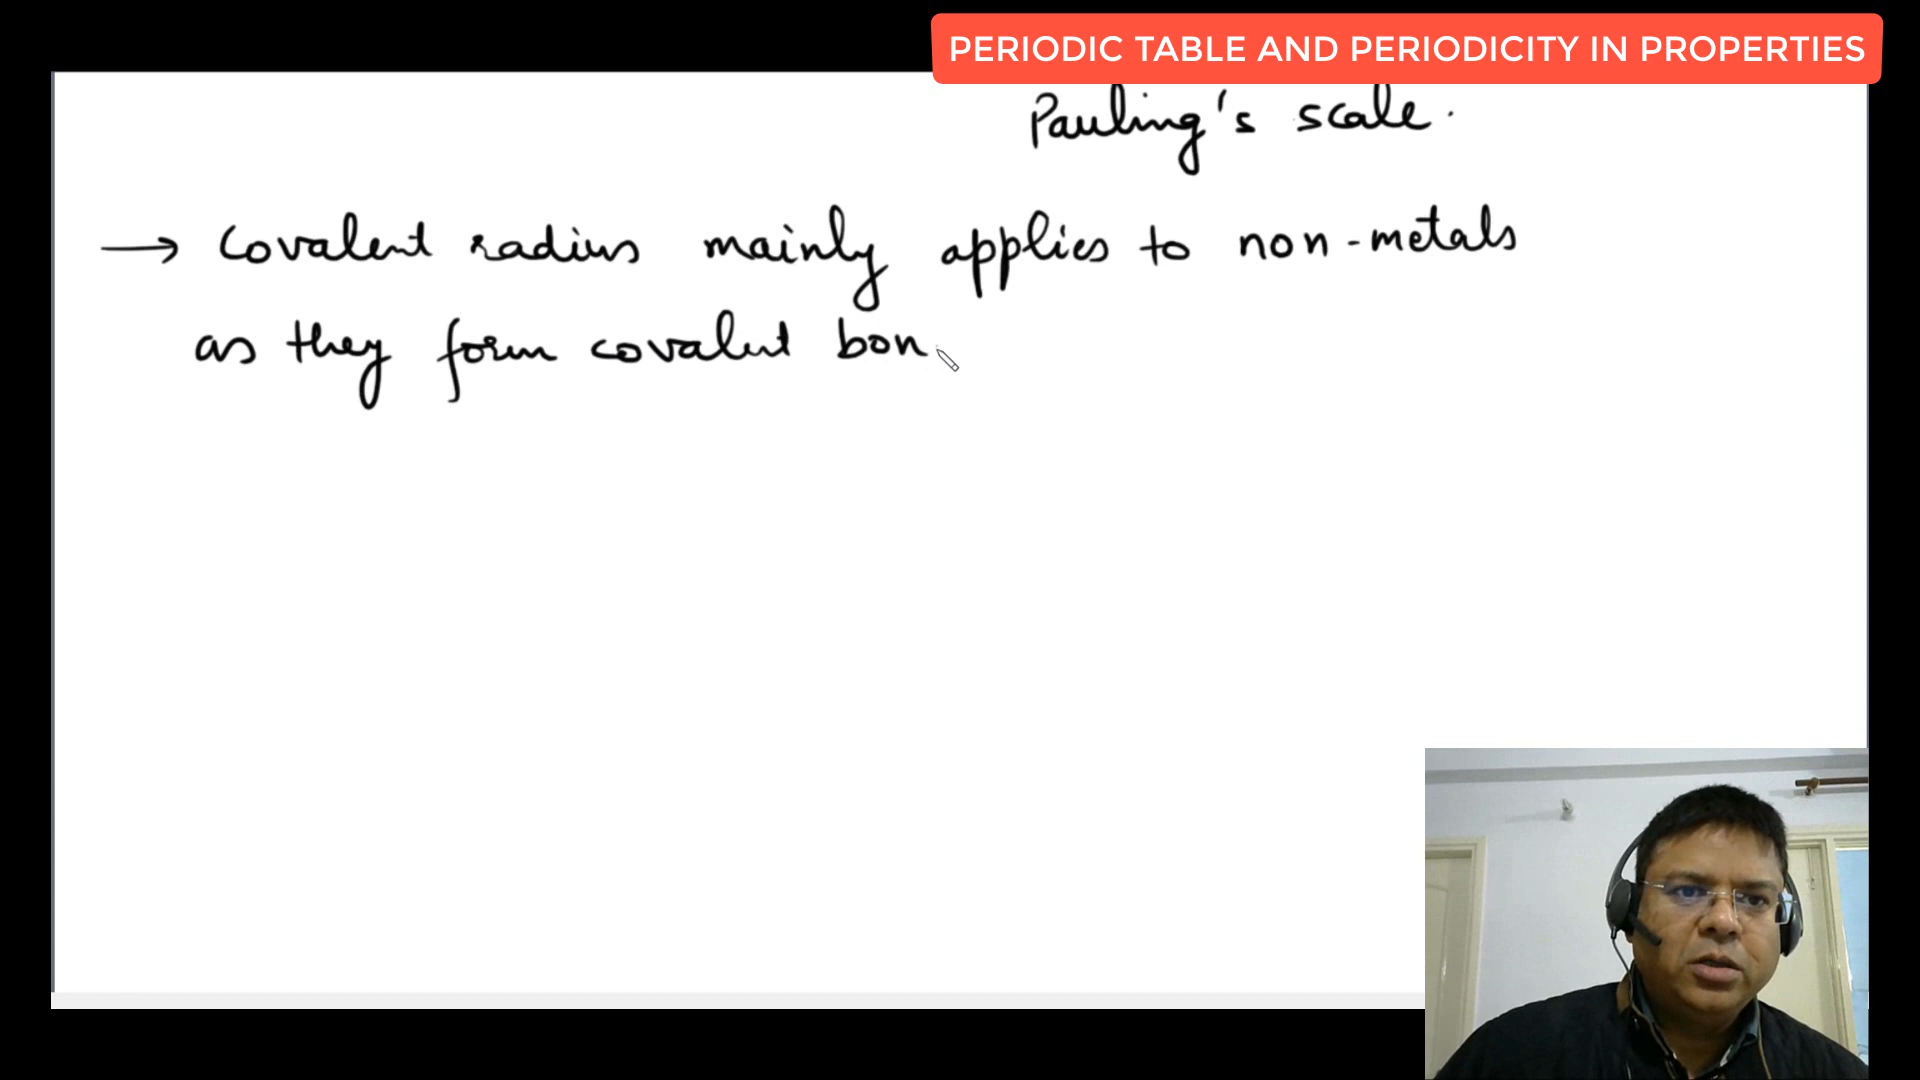 PERIODIC TABLE AND PERIODICITY IN PROPERTIES
Pauling's scale.
→ Covalent radius mainly applies to non-metals
as they form covalent bon